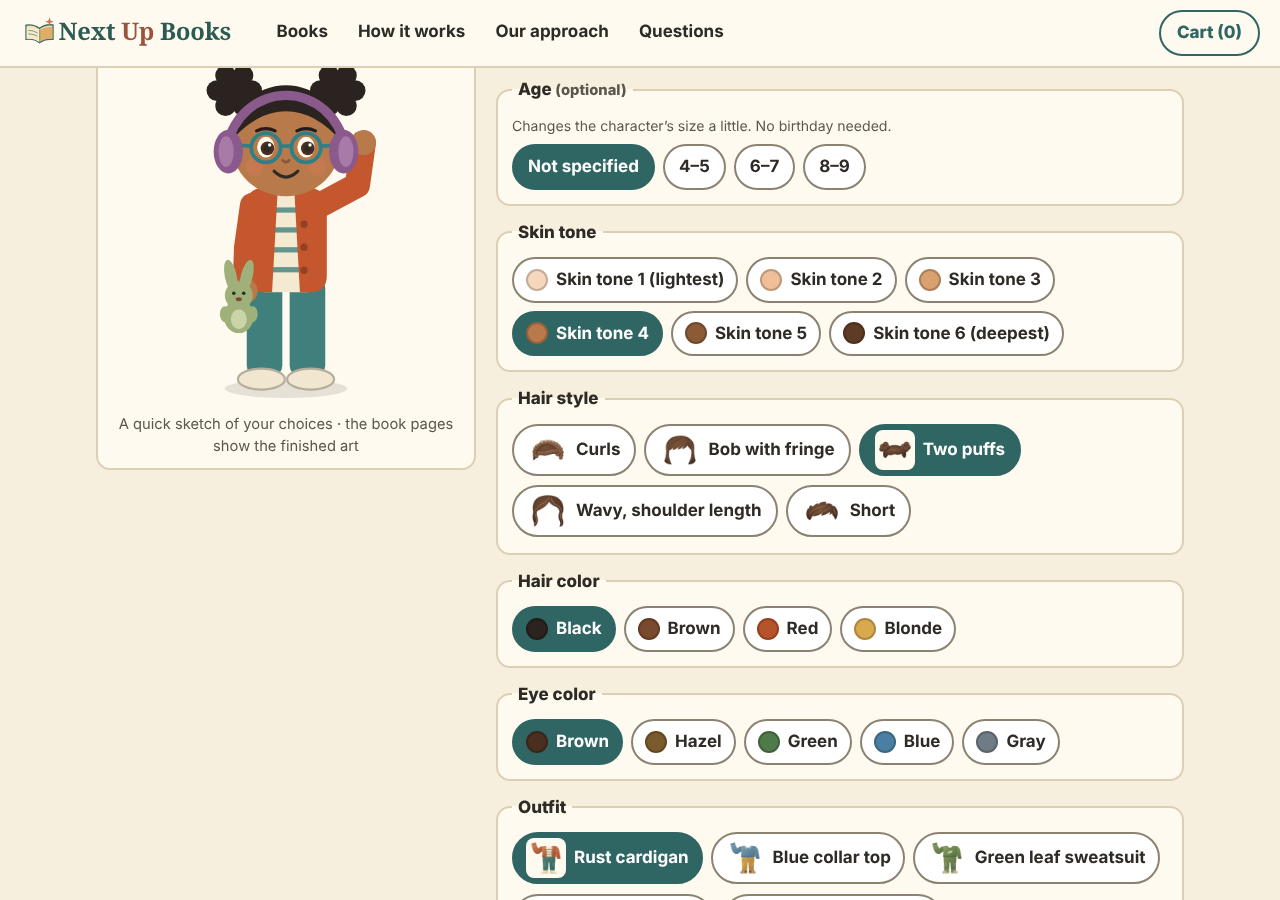 Next Up Books
Books
How it works
Our approach
Questions
Cart (0)
A quick sketch of your choices · the book pages
show the finished art
Age (optional)
Changes the character’s size a little. No birthday needed.
Not specified
4–5
6–7
8–9
Skin tone
Skin tone 1 (lightest)
Skin tone 2
Skin tone 3
Skin tone 4
Skin tone 5
Skin tone 6 (deepest)
Hair style
Curls
Bob with fringe
Two puffs
Wavy, shoulder length
Short
Hair color
Black
Brown
Red
Blonde
Eye color
Brown
Hazel
Green
Blue
Gray
Outfit
Rust cardigan
Blue collar top
Green leaf sweatsuit